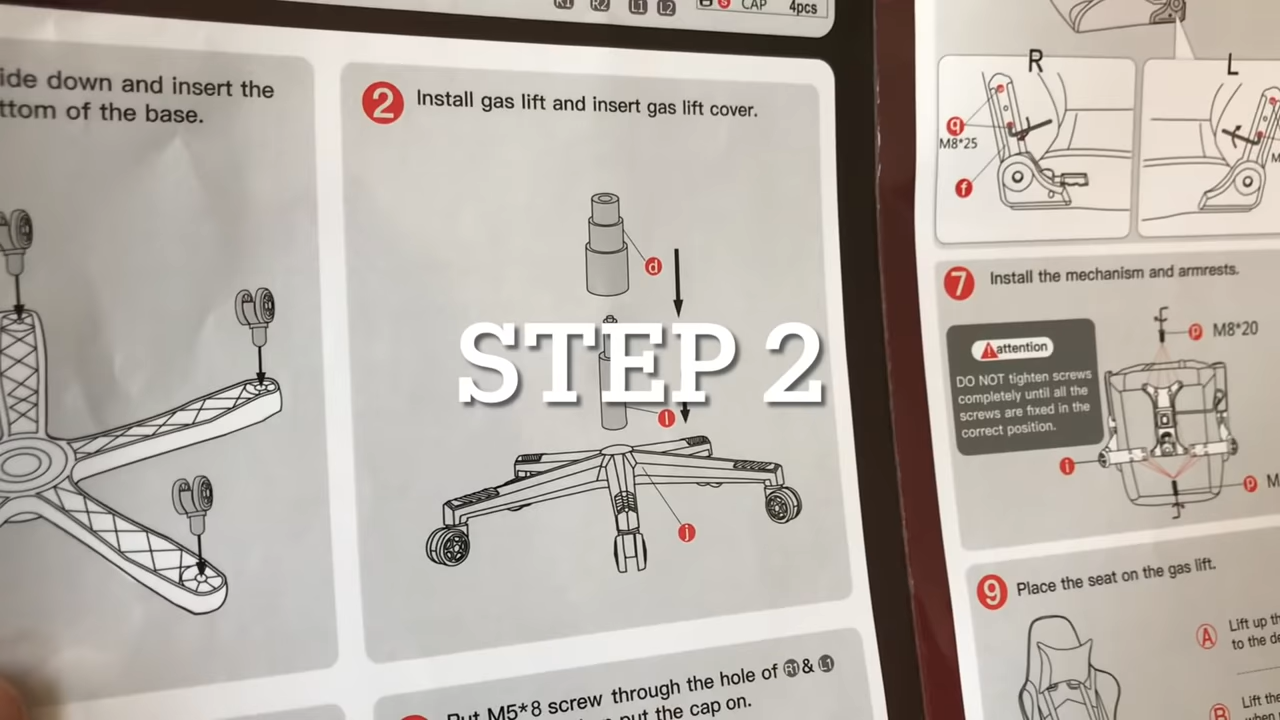 R1 R2 L1 L2
S CAP 4pcs
ide down and insert the
ttom of the base.
2 Install gas lift and insert gas lift cover.
d
l
j
STEP 2
Put M5*8 screw through the hole of R1 & L1
put the cap on.
R L
q
M8*25
f
7 Install the mechanism and armrests.
attention
DO NOT tighten screws
completely until all the
screws are fixed in the
correct position.
p M8*20
i
p M
9 Place the seat on the gas lift.
A Lift up th
to the de
B Lift the
when